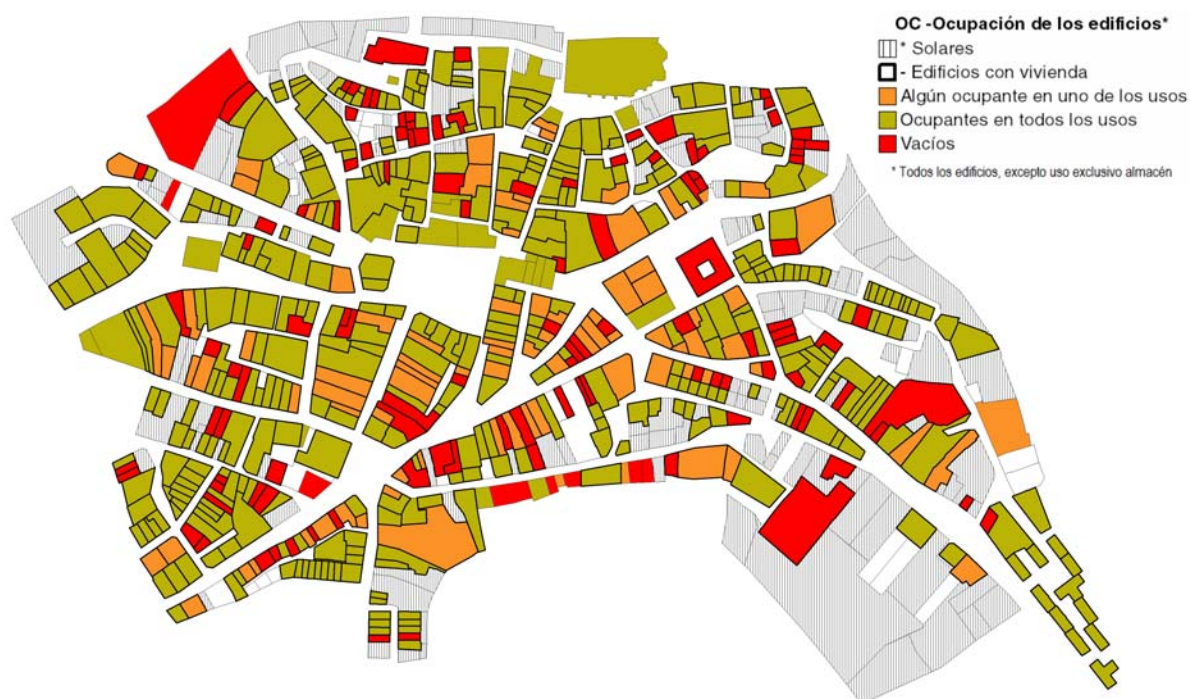 OC -Ocupación de los edificios*
* Solares
- Edificios con vivienda
Algún ocupante en uno de los usos
Ocupantes en todos los usos
Vacíos
* Todos los edificios, excepto uso exclusivo almacén